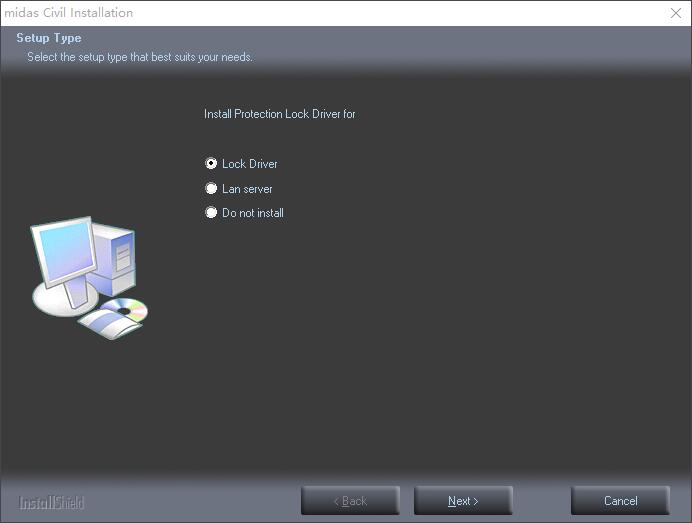 midas Civil Installation
Setup Type
Select the setup type that best suits your needs.
Install Protection Lock Driver for
Lock Driver
Lan server
Do not install
InstallShield
< Back
Next >
Cancel